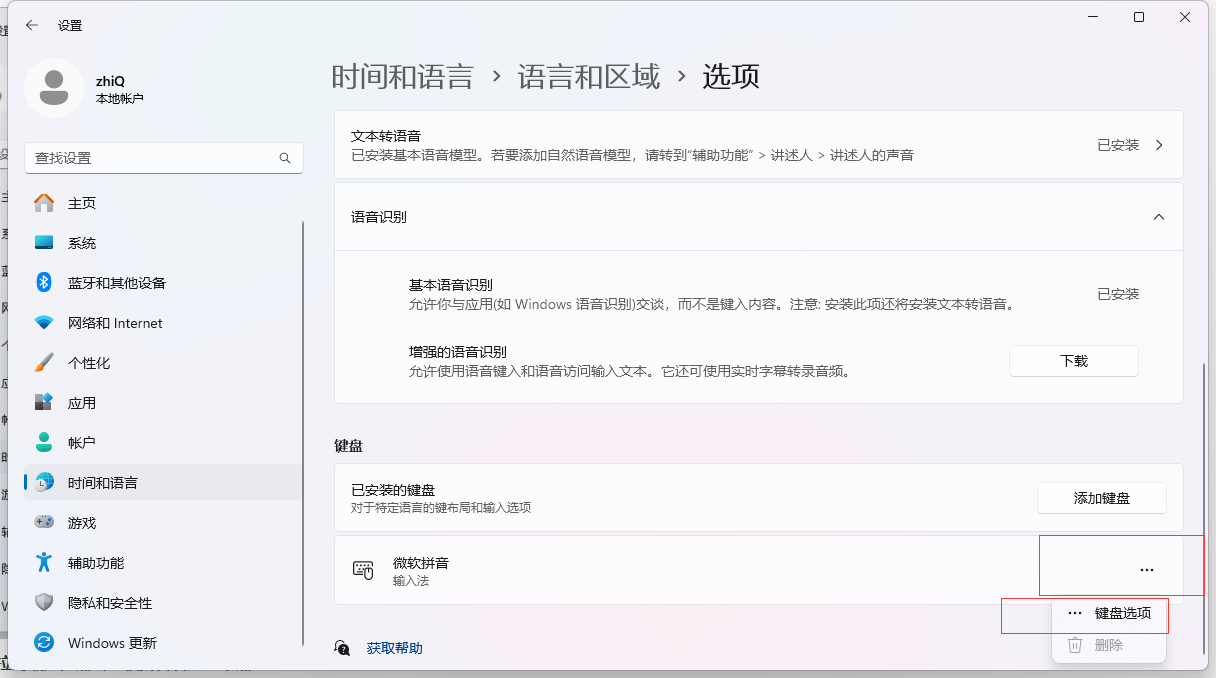 设置
zhiQ
本地帐户
查找设置
主页
系统
蓝牙和其他设备
网络和 Internet
个性化
应用
帐户
时间和语言
游戏
辅助功能
隐私和安全性
Windows 更新
时间和语言 › 语言和区域 › 选项
文本转语音
已安装基本语音模型。若要添加自然语音模型，请转到“辅助功能” > 讲述人 > 讲述人的声音
已安装
语音识别
基本语音识别
允许你与应用(如 Windows 语音识别)交谈，而不是键入内容。注意: 安装此项还将安装文本转语音。
已安装
增强的语音识别
允许使用语音键入和语音访问输入文本。它还可使用实时字幕转录音频。
下载
键盘
已安装的键盘
对于特定语言的键布局和输入选项
添加键盘
微软拼音
输入法
键盘选项
删除
获取帮助